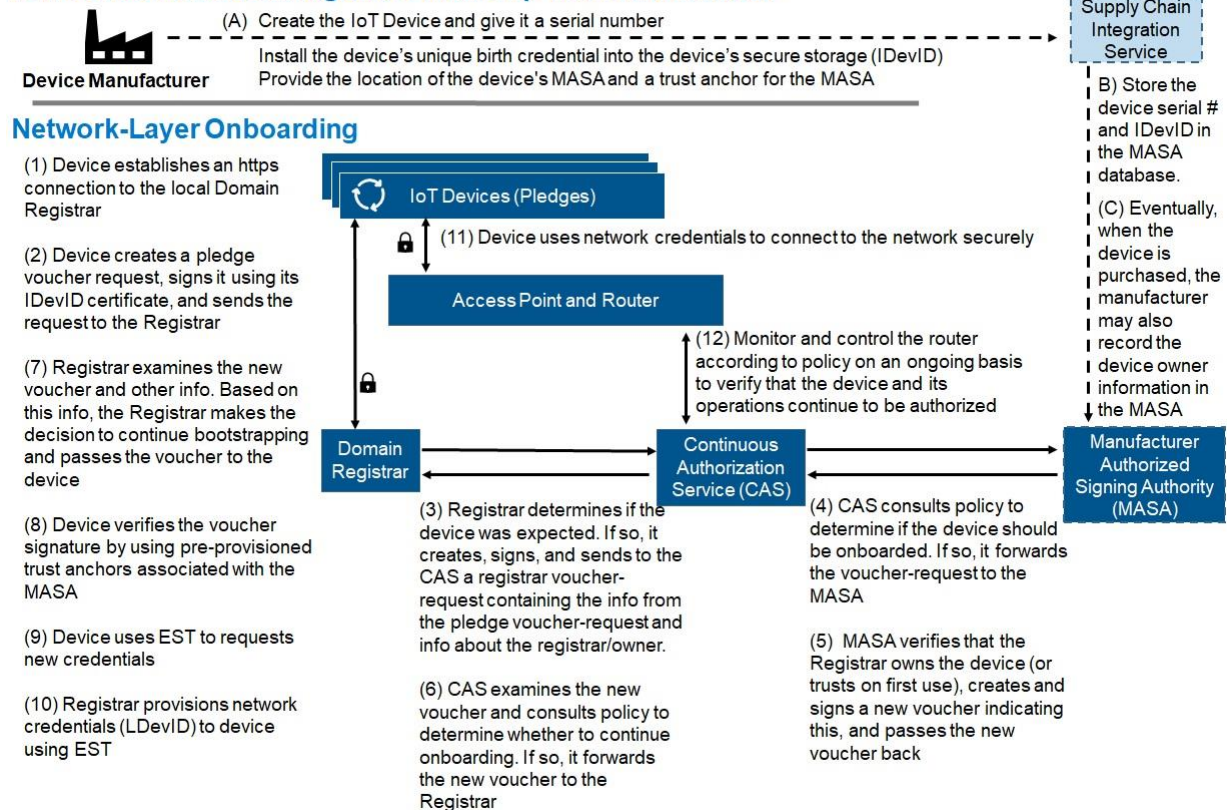 (A) Create the IoT Device and give it a serial number
Install the device's unique birth credential into the device's secure storage (IDevID)
Provide the location of the device's MASA and a trust anchor for the MASA
Device Manufacturer
Supply Chain
Integration
Service
B) Store the
device serial #
and IDevID in
the MASA
database.
(C) Eventually,
when the
device is
purchased, the
manufacturer
may also
record the
device owner
information in
the MASA
Network-Layer Onboarding
(1) Device establishes an https
connection to the local Domain
Registrar
(2) Device creates a pledge
voucher request, signs it using its
IDevID certificate, and sends the
request to the Registrar
(7) Registrar examines the new
voucher and other info. Based on
this info, the Registrar makes the
decision to continue bootstrapping
and passes the voucher to the
device
(8) Device verifies the voucher
signature by using pre-provisioned
trust anchors associated with the
MASA
(9) Device uses EST to requests
new credentials
(10) Registrar provisions network
credentials (LDevID) to device
using EST
IoT Devices (Pledges)
(11) Device uses network credentials to connect to the network securely
Access Point and Router
(12) Monitor and control the router
according to policy on an ongoing basis
to verify that the device and its
operations continue to be authorized
Domain
Registrar
Continuous
Authorization
Service (CAS)
Manufacturer
Authorized
Signing Authority
(MASA)
(3) Registrar determines if the
device was expected. If so, it
creates, signs, and sends to the
CAS a registrar voucher-
request containing the info from
the pledge voucher-request and
info about the registrar/owner.
(6) CAS examines the new
voucher and consults policy to
determine whether to continue
onboarding. If so, it forwards
the new voucher to the
Registrar
(4) CAS consults policy to
determine if the device should
be onboarded. If so, it forwards
the voucher-request to the
MASA
(5) MASA verifies that the
Registrar owns the device (or
trusts on first use), creates and
signs a new voucher indicating
this, and passes the new
voucher back